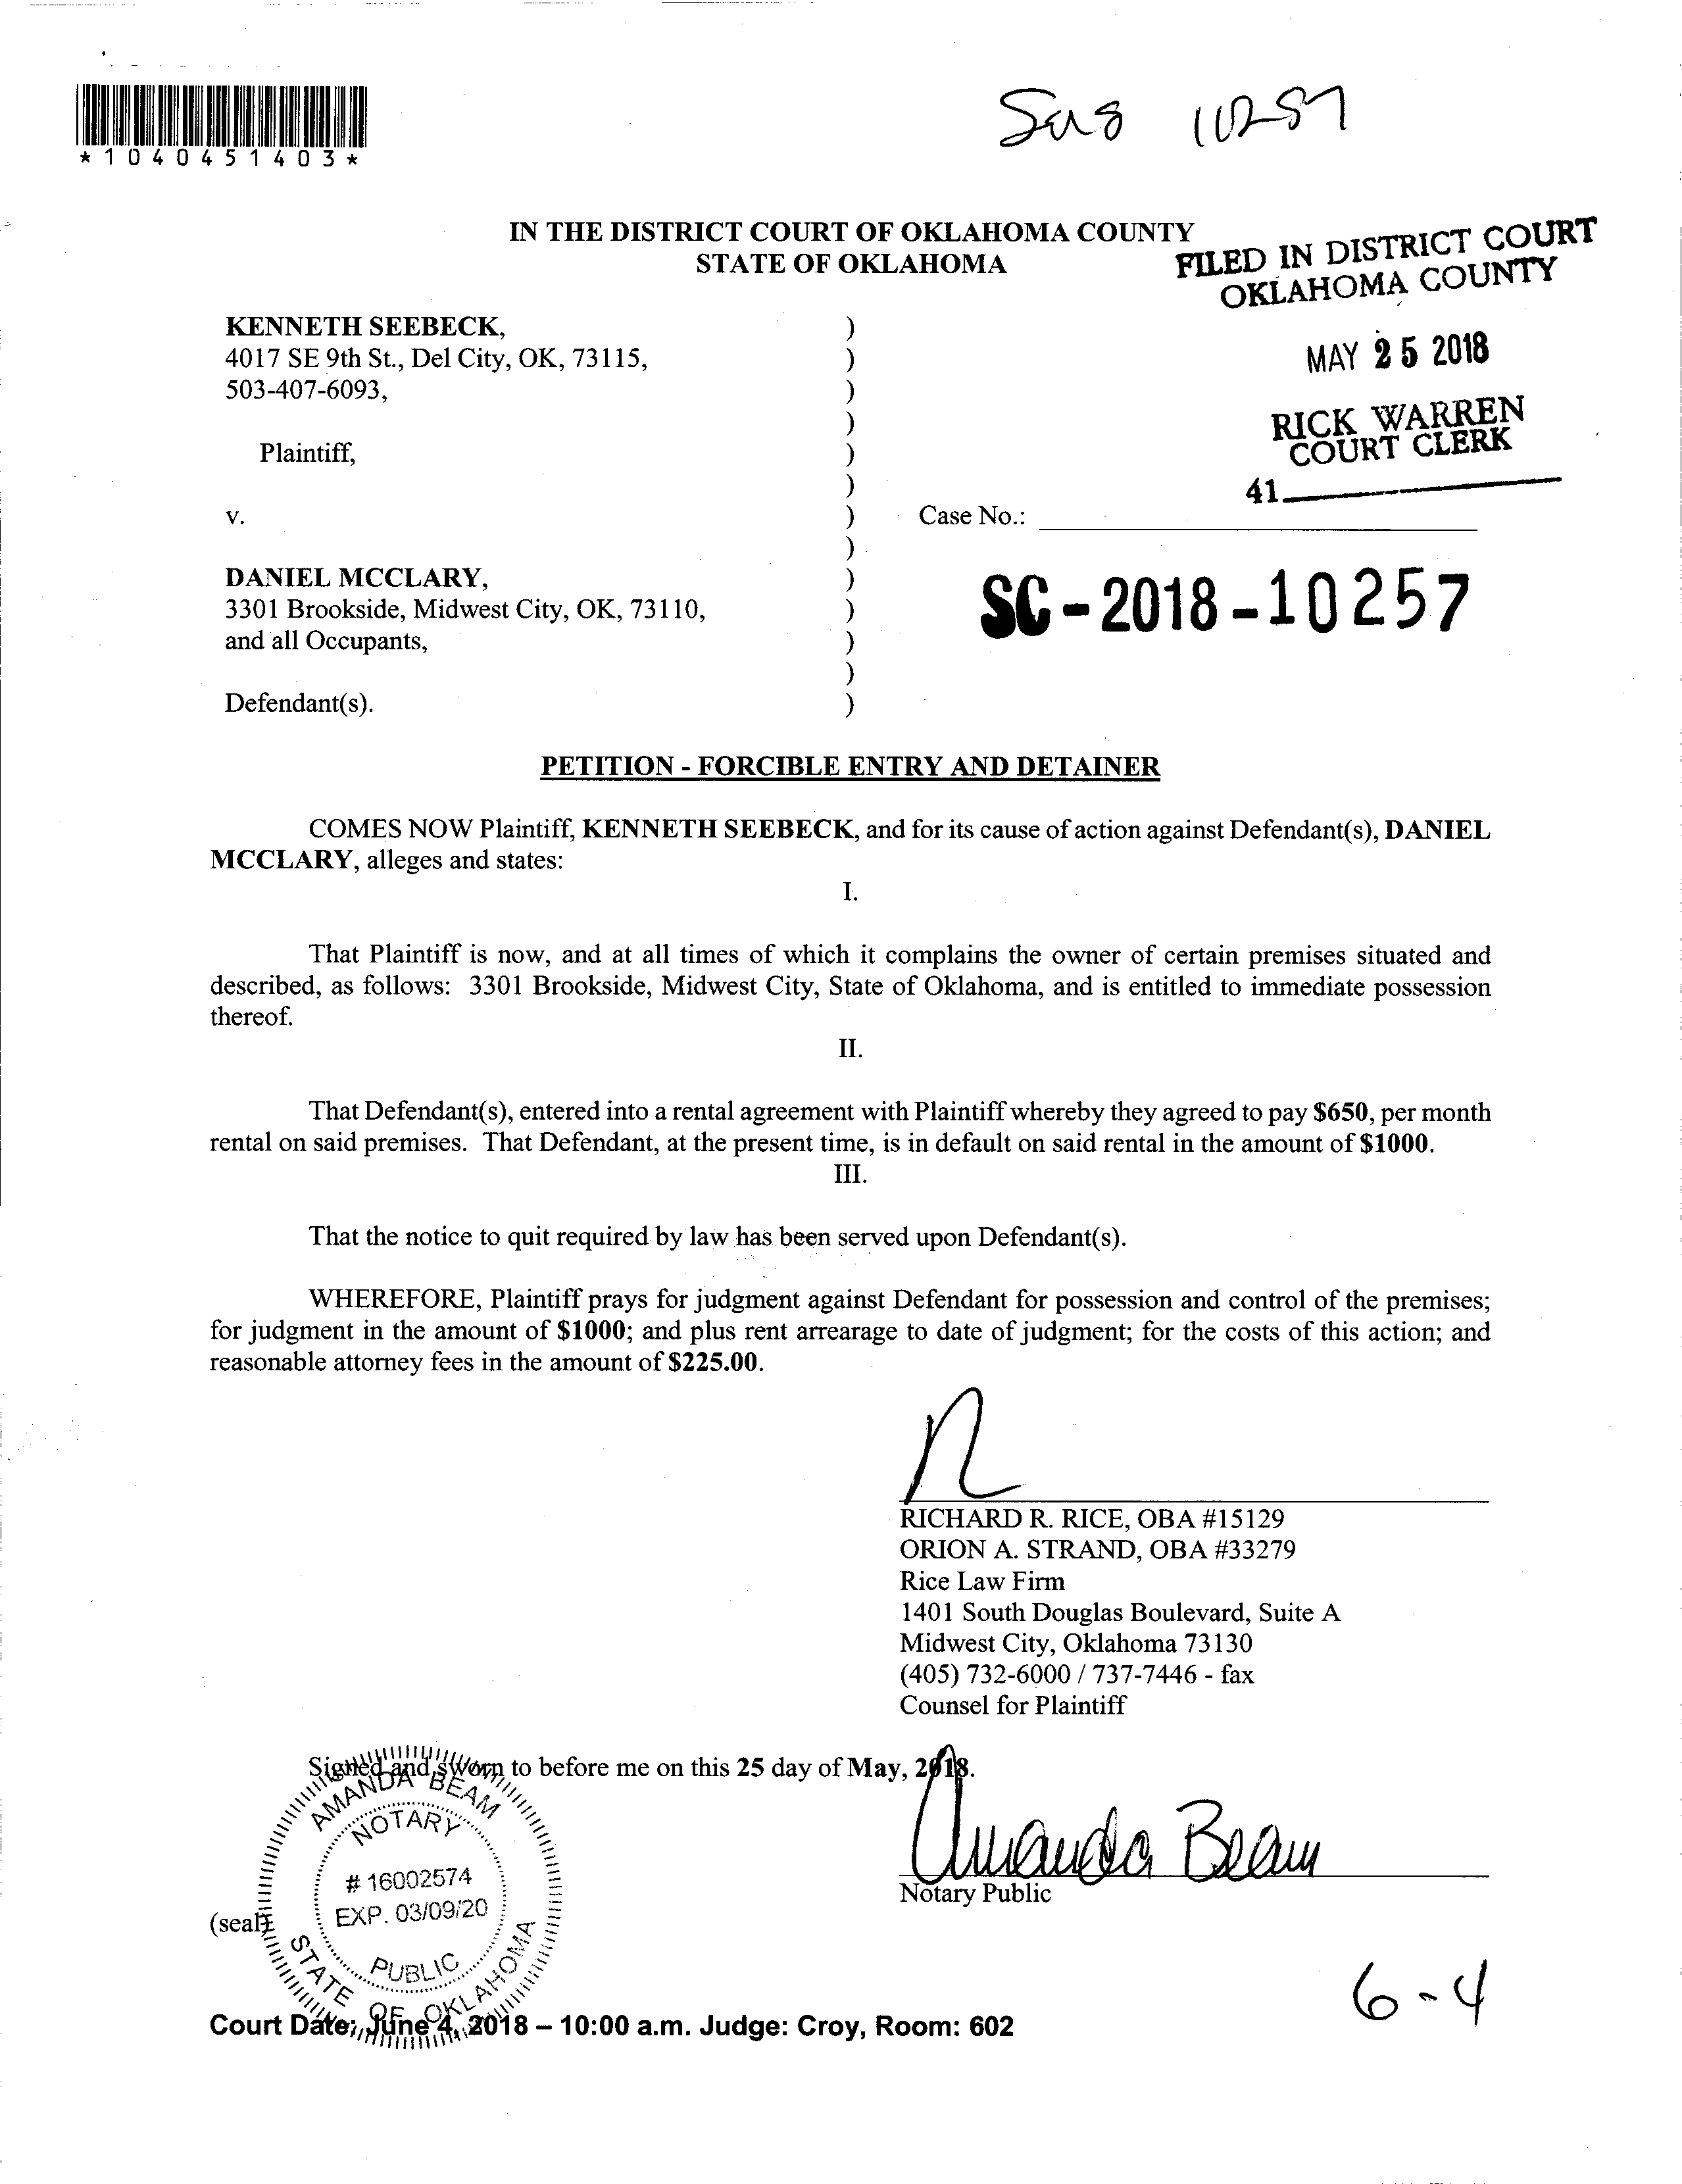 *1040451403*
IN THE DISTRICT COURT OF OKLAHOMA COUNTY
STATE OF OKLAHOMA
FILED IN DISTRICT COURT
OKLAHOMA COUNTY
MAY 25 2018
RICK WARREN
COURT CLERK
41
KENNETH SEEBECK, )
4017 SE 9th St., Del City, OK, 73115, )
503-407-6093, )
)
Plaintiff, )
)
v. ) Case No.:
)
DANIEL MCCLARY, )
3301 Brookside, Midwest City, OK, 73110, )
and all Occupants, )
)
Defendant(s). )
SC-2018-10257
PETITION - FORCIBLE ENTRY AND DETAINER
COMES NOW Plaintiff, KENNETH SEEBECK, and for its cause of action against Defendant(s), DANIEL
MCCLARY, alleges and states:
I.
That Plaintiff is now, and at all times of which it complains the owner of certain premises situated and
described, as follows: 3301 Brookside, Midwest City, State of Oklahoma, and is entitled to immediate possession
thereof.
II.
That Defendant(s), entered into a rental agreement with Plaintiff whereby they agreed to pay $650, per month
rental on said premises. That Defendant, at the present time, is in default on said rental in the amount of $1000.
III.
That the notice to quit required by law has been served upon Defendant(s).
WHEREFORE, Plaintiff prays for judgment against Defendant for possession and control of the premises;
for judgment in the amount of $1000; and plus rent arrearage to date of judgment; for the costs of this action; and
reasonable attorney fees in the amount of $225.00.
RICHARD R. RICE, OBA #15129
ORION A. STRAND, OBA #33279
Rice Law Firm
1401 South Douglas Boulevard, Suite A
Midwest City, Oklahoma 73130
(405) 732-6000 / 737-7446 - fax
Counsel for Plaintiff
Signed and sworn to before me on this 25 day of May, 2018.
AMANDA BEAM
NOTARY
# 16002574
EXP. 03/09/20
PUBLIC
STATE OF OKLAHOMA
Amanda Beam
Notary Public
(seal)
6-4
Court Date: June 4, 2018 – 10:00 a.m. Judge: Croy, Room: 602